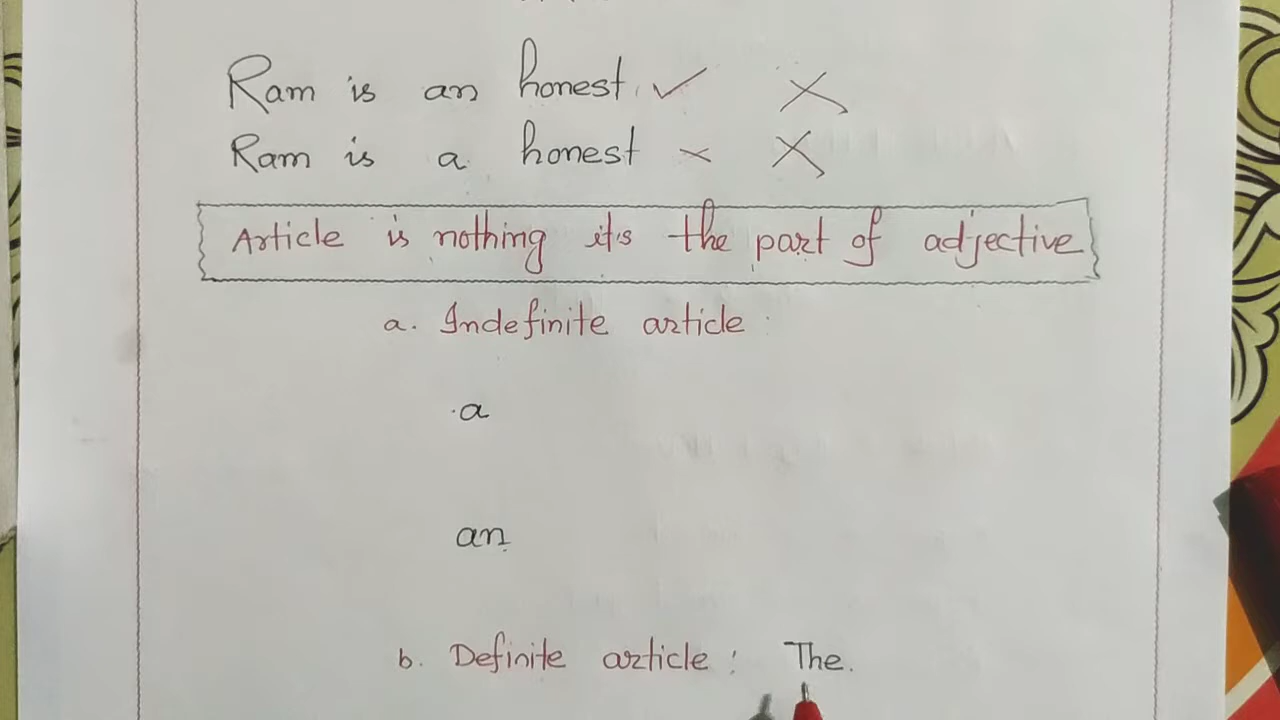 Ram is an honest. ✓ ✗
Ram is a honest × ✗
Article is nothing it's the part of adjective
a. Indefinite article :
a
an
b. Definite article : The.